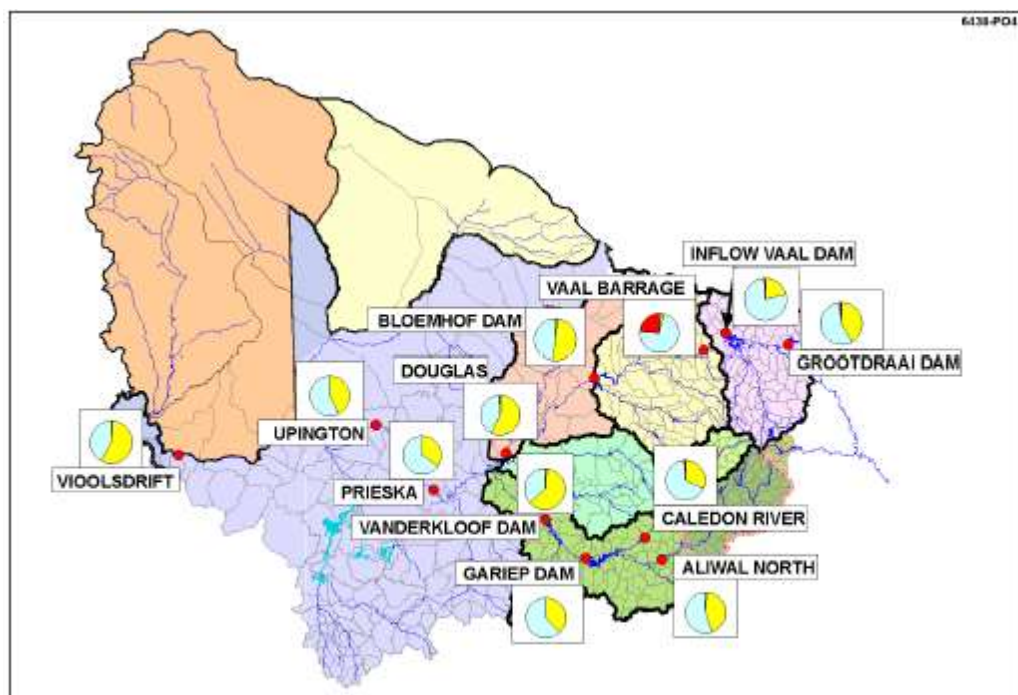 6438-PO4
INFLOW VAAL DAM
VAAL BARRAGE
BLOEMHOF DAM
GROOTDRAAI DAM
DOUGLAS
UPINGTON
VIOOLSDRIFT
PRIESKA
VANDERKLOOF DAM
CALEDON RIVER
GARIEP DAM
ALIWAL NORTH